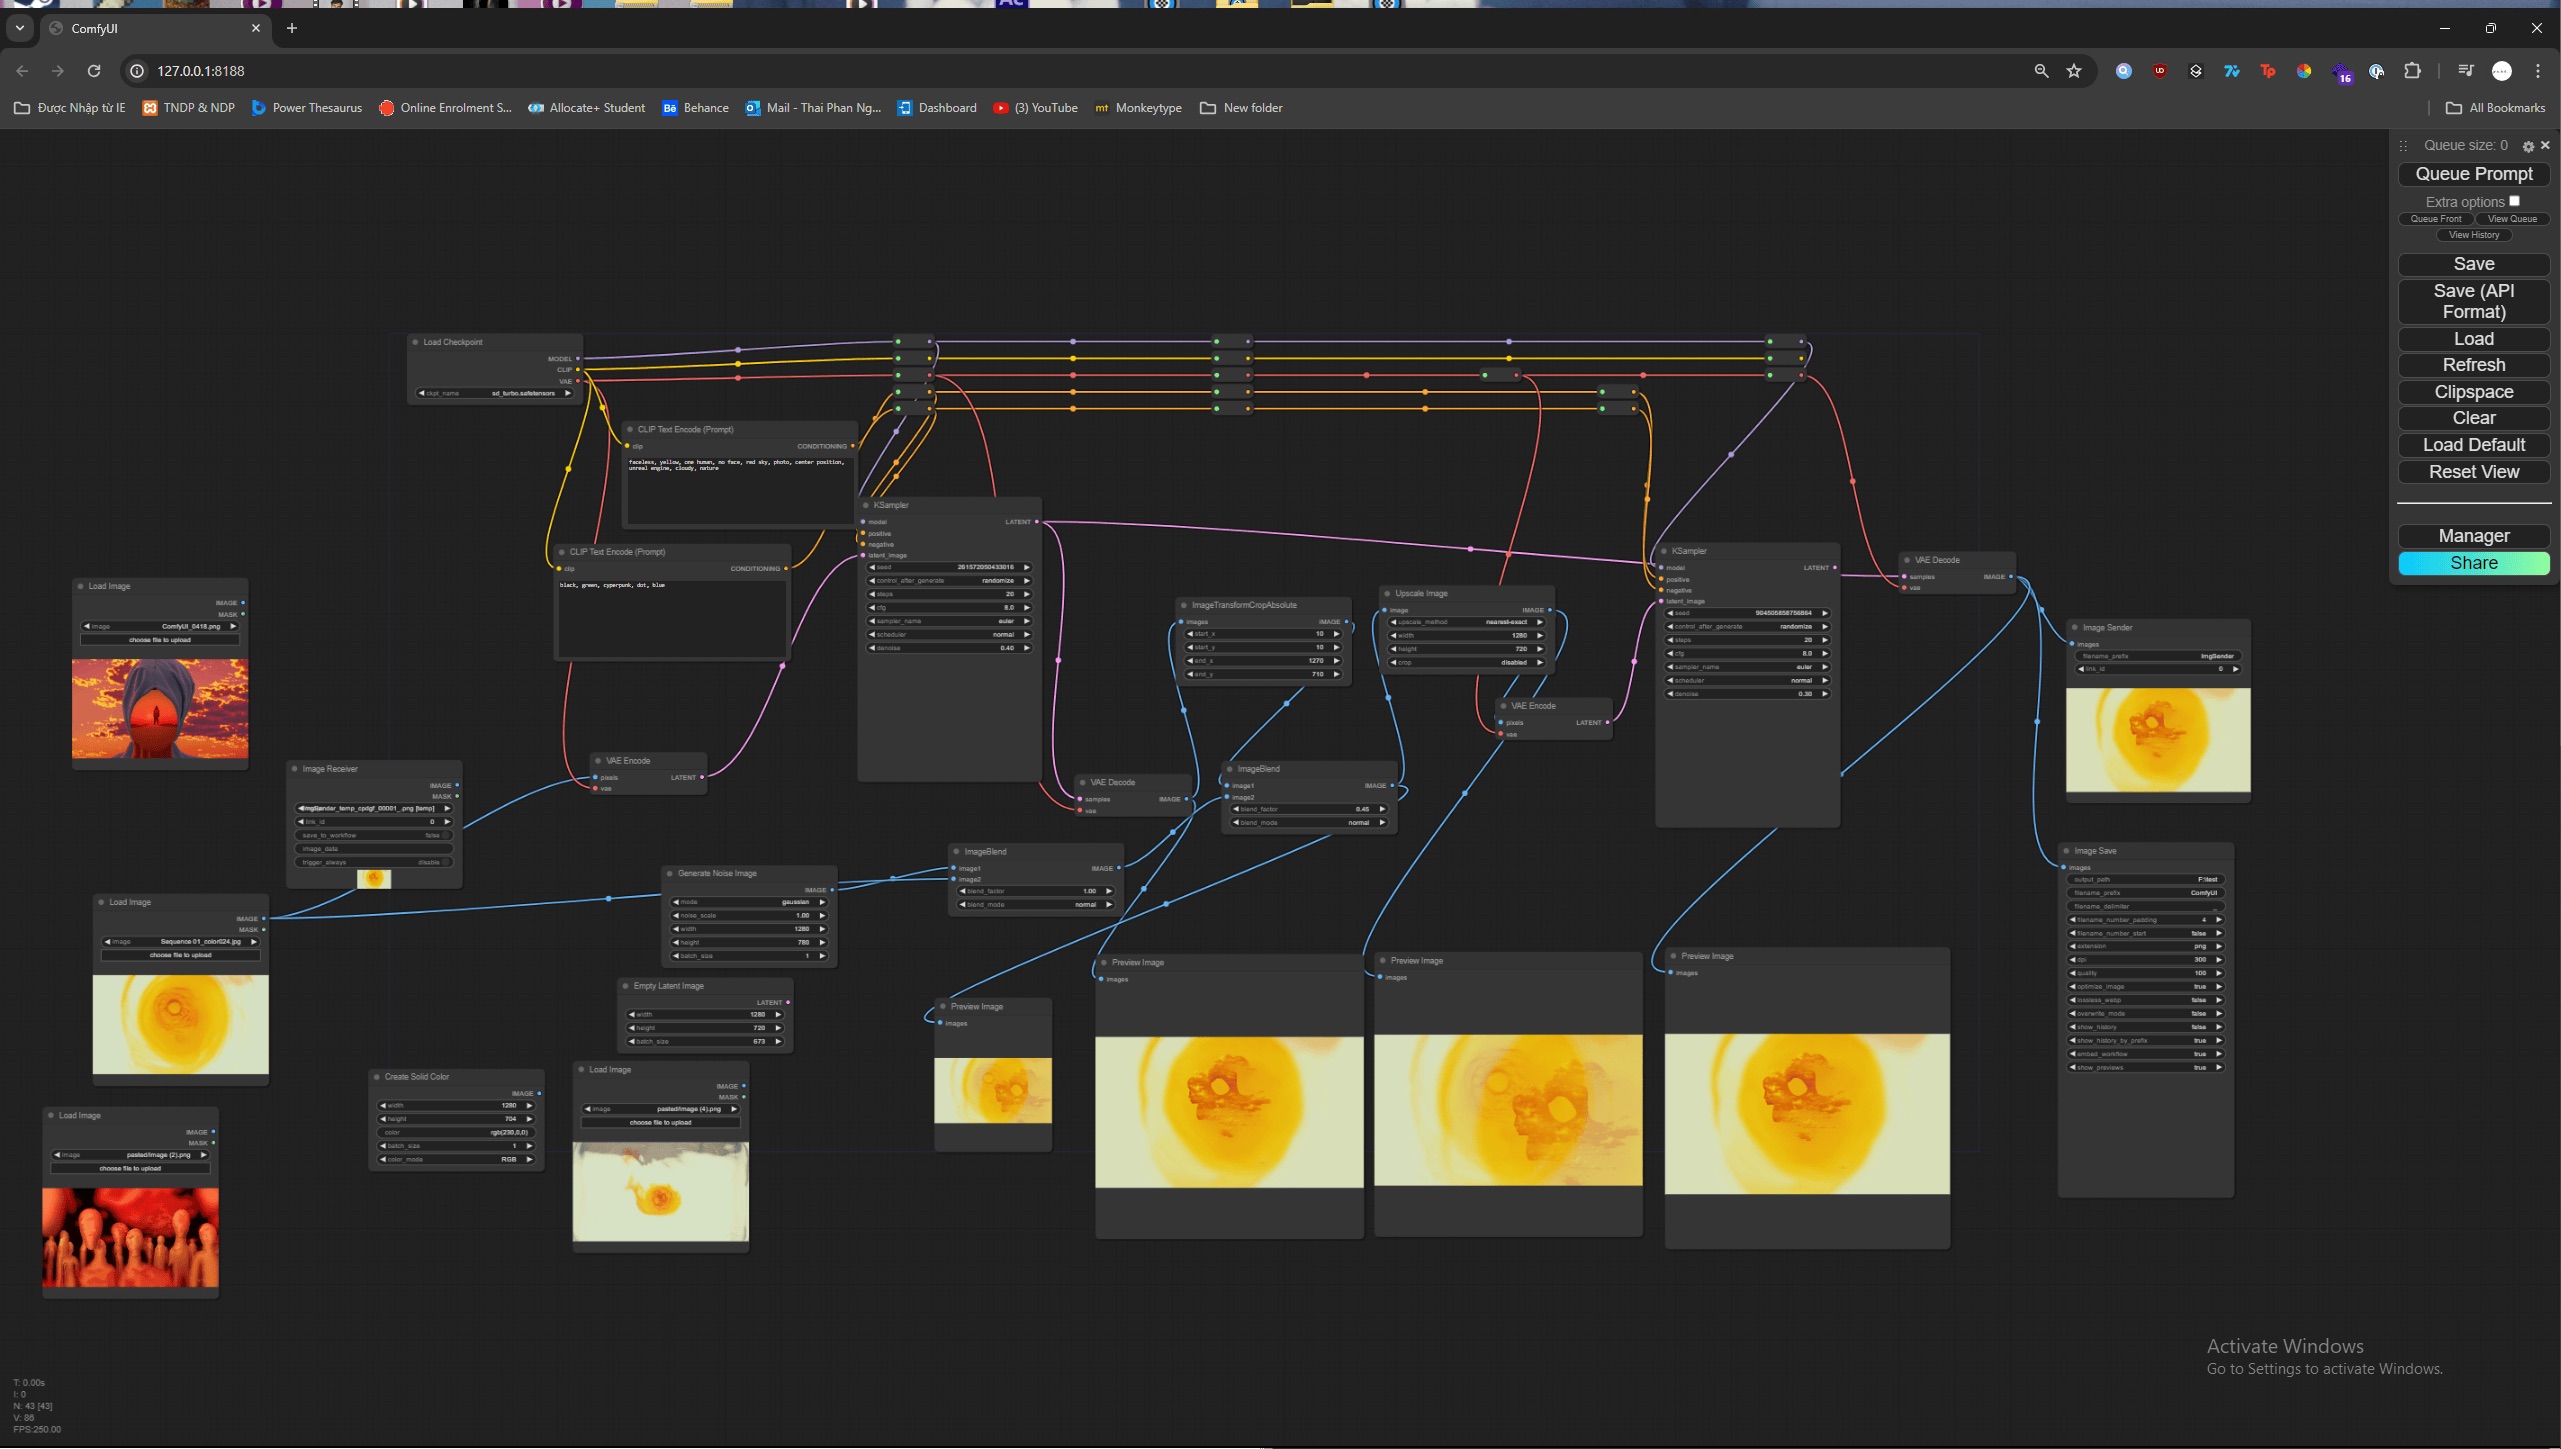 ComfyUI
127.0.0.1:8188
16
Được Nhập từ IE
TNDP & NDP
Power Thesaurus
Online Enrolment S...
Allocate+ Student
Behance
Mail - Thai Phan Ng...
Dashboard
(3) YouTube
Monkeytype
New folder
All Bookmarks
Queue size: 0
Queue Prompt
Extra options
Queue Front
View Queue
View History
Save
Save (API
Format)
Load
Refresh
Clipspace
Clear
Load Default
Reset View
Manager
Share
Load Checkpoint
MODEL
CLIP
VAE
ckpt_name sd_turbo.safetensors
CLIP Text Encode (Prompt)
clip CONDITIONING
faceless, yellow, one human, no face, red sky, photo, center position,
unreal engine, cloudy, nature
CLIP Text Encode (Prompt)
clip CONDITIONING
black, green, cyperpunk, dot, blue
KSampler
model LATENT
positive
negative
latent_image
seed 261572050433016
control_after_generate randomize
steps 20
cfg 8.0
sampler_name euler
scheduler normal
denoise 0.40
Load Image
IMAGE
MASK
image ComfyUI_0418.png
choose file to upload
Image Receiver
IMAGE
MASK
link_id 0
save_to_workflow false
image_data
trigger_always disable
VAE Encode
pixels LATENT
vae
Load Image
IMAGE
MASK
image Sequence 01_color024.jpg
choose file to upload
Load Image
IMAGE
MASK
image pasted/image (2).png
choose file to upload
Generate Noise Image
IMAGE
mode gaussian
noise_scale 1.00
width 1280
height 780
batch_size 1
Empty Latent Image
LATENT
width 1280
height 720
batch_size 673
Create Solid Color
IMAGE
width 1280
height 704
color rgb(230,0,0)
batch_size 1
color_mode RGB
Load Image
IMAGE
MASK
image pasted/image (4).png
choose file to upload
ImageBlend
image1 IMAGE
image2
blend_factor 1.00
blend_mode normal
VAE Decode
samples IMAGE
vae
ImageTransformCropAbsolute
images IMAGE
start_x 10
start_y 10
end_x 1270
end_y 710
ImageBlend
image1 IMAGE
image2
blend_factor 0.45
blend_mode normal
Upscale Image
image IMAGE
upscale_method nearest-exact
width 1280
height 720
crop disabled
VAE Encode
pixels LATENT
vae
KSampler
model LATENT
positive
negative
latent_image
seed 904505858756864
control_after_generate randomize
steps 20
cfg 8.0
sampler_name euler
scheduler normal
denoise 0.30
VAE Decode
samples IMAGE
vae
Image Sender
images
filename_prefix ImgSender
link_id 0
Image Save
images
output_path F:\test
filename_prefix ComfyUI
filename_delimiter _
filename_number_padding 4
filename_number_start false
extension png
dpi 300
quality 100
optimize_image true
lossless_webp false
overwrite_mode false
show_history false
show_history_by_prefix true
embed_workflow true
show_previews true
Preview Image
images
Preview Image
images
Preview Image
images
Preview Image
images
Activate Windows
Go to Settings to activate Windows.
T: 0.00s
I: 0
N: 43 [43]
V: 86
FPS:250.00